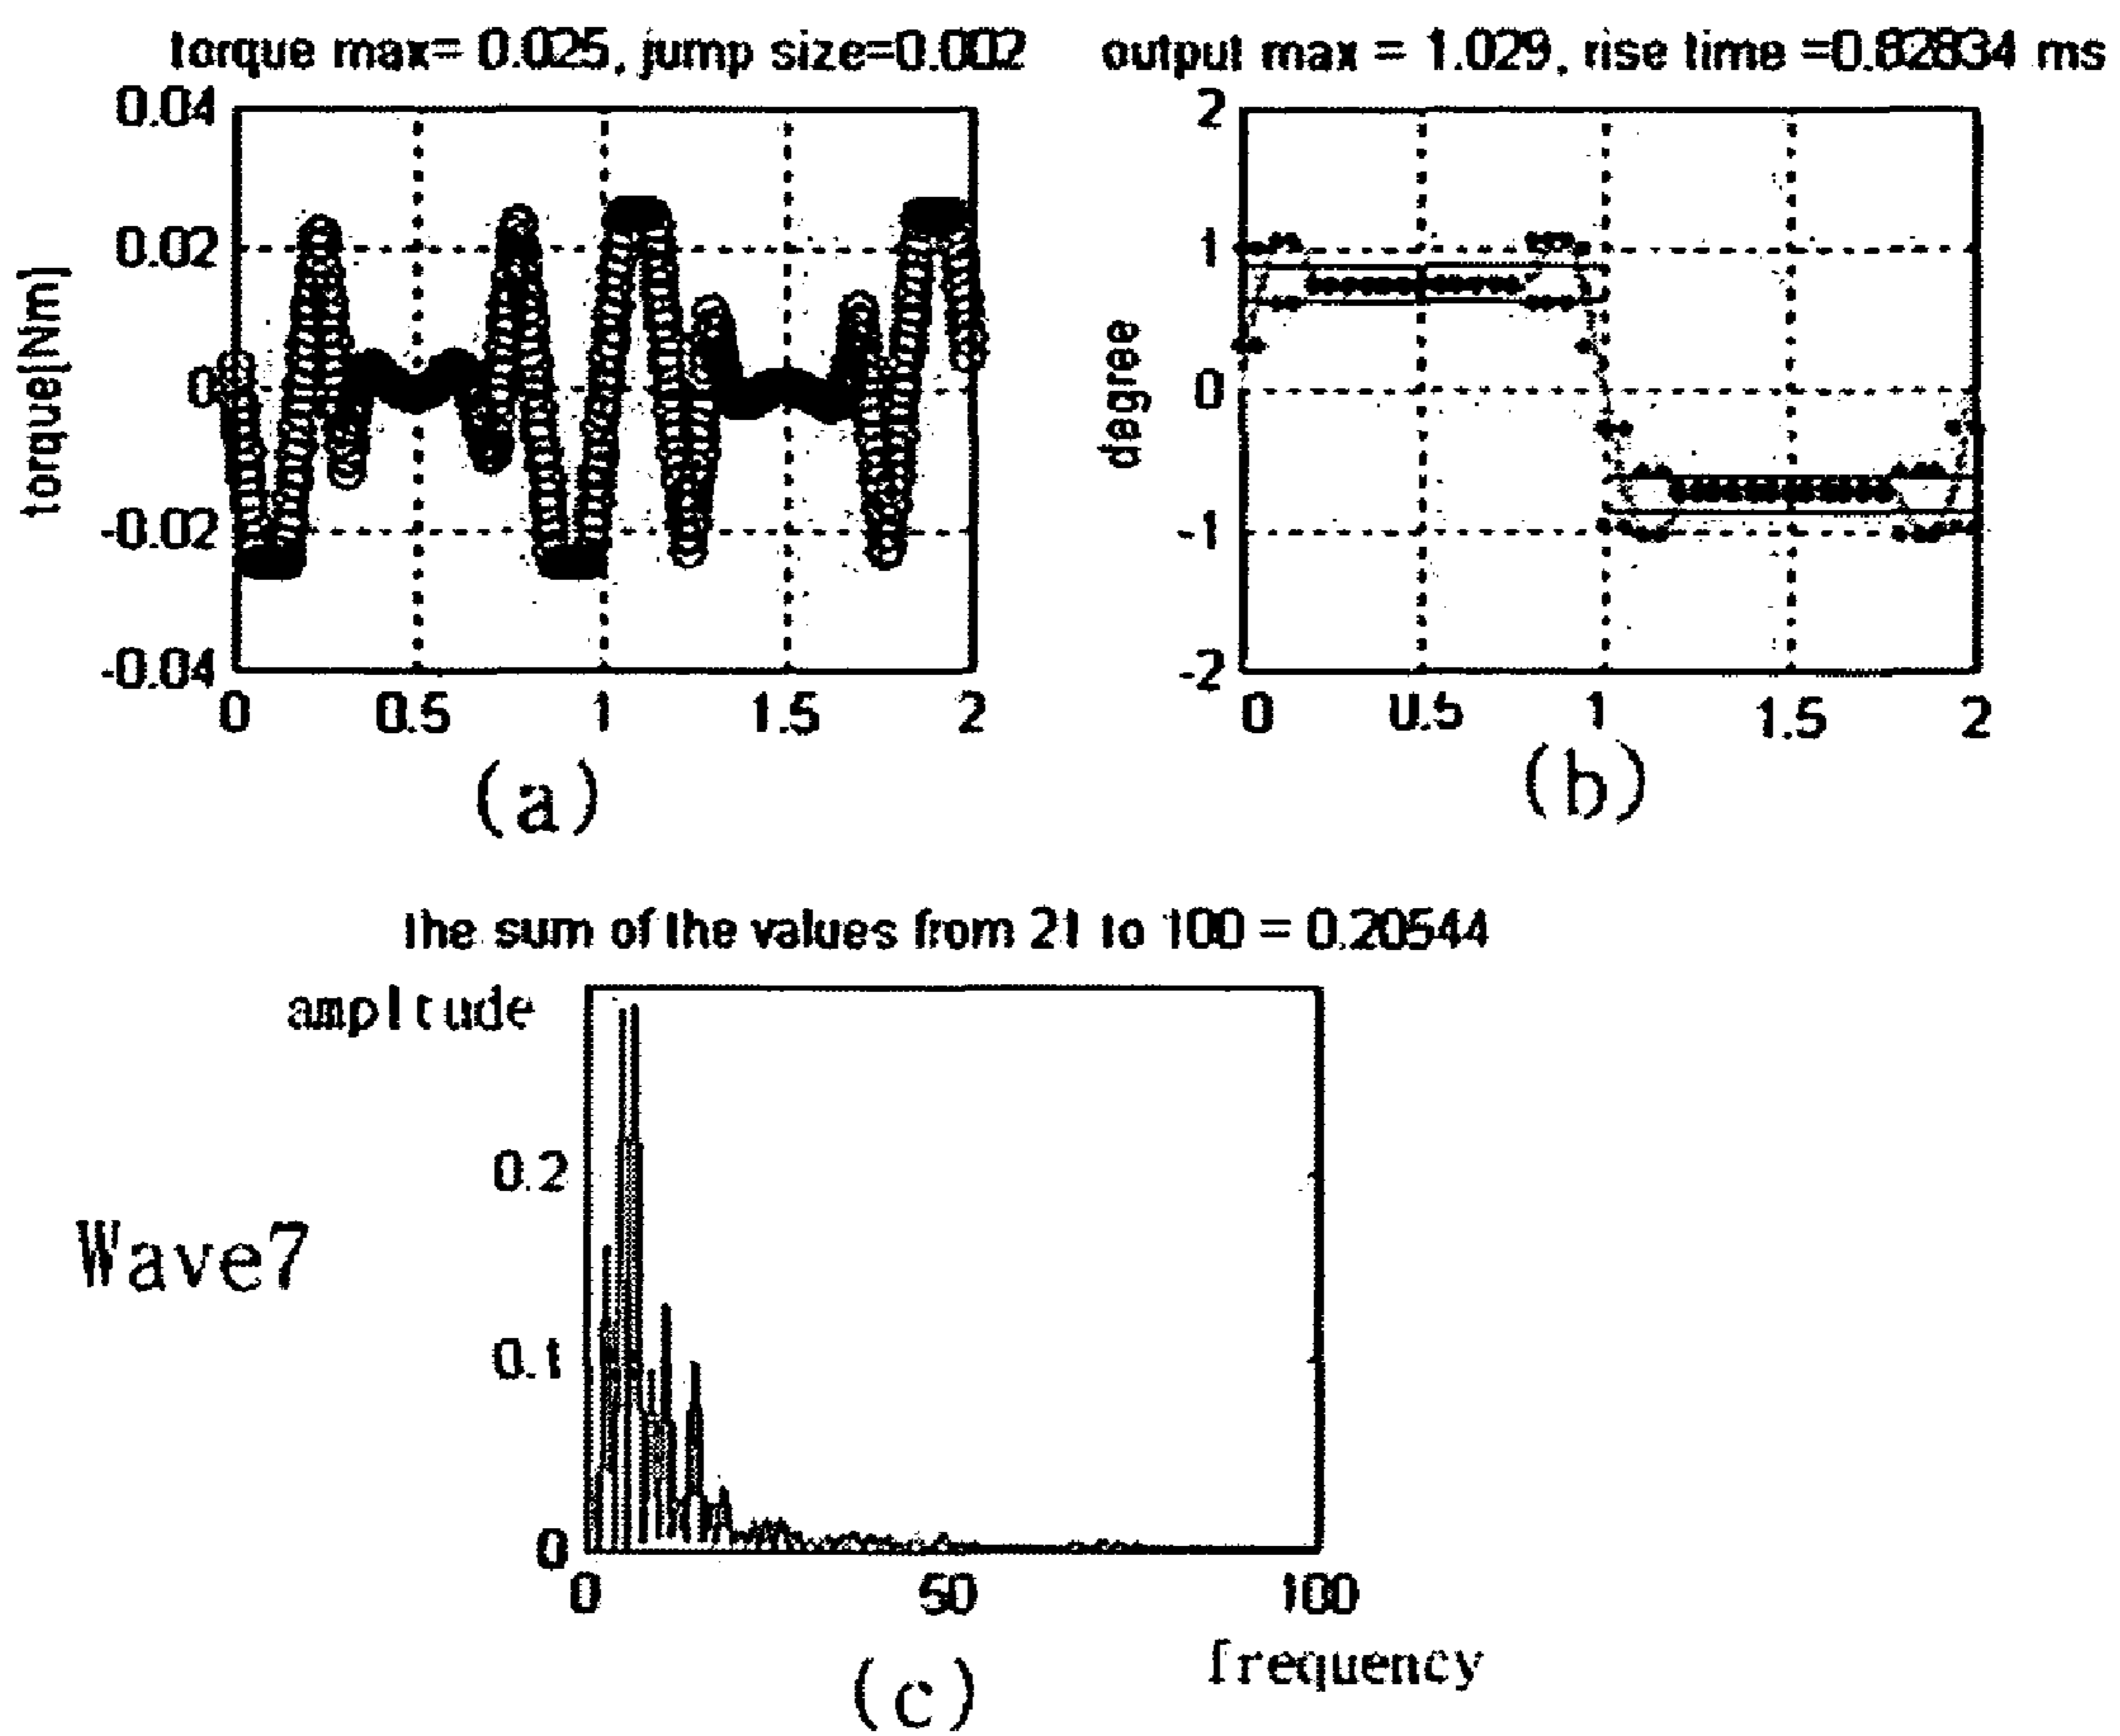 torque max= 0.025, jump size=0.002
output max = 1.029, rise time =0.82834 ms
0.04
0.02
0
-0.02
-0.04
torque[Nm]
0 0.5 1 1.5 2
(a)
2
1
0
-1
-2
degree
0 0.5 1 1.5 2
(b)
the sum of the values from 21 to 100 = 0.20544
ampltude
0.2
0.1
0
Wave7
0 50 100
frequency
(c)